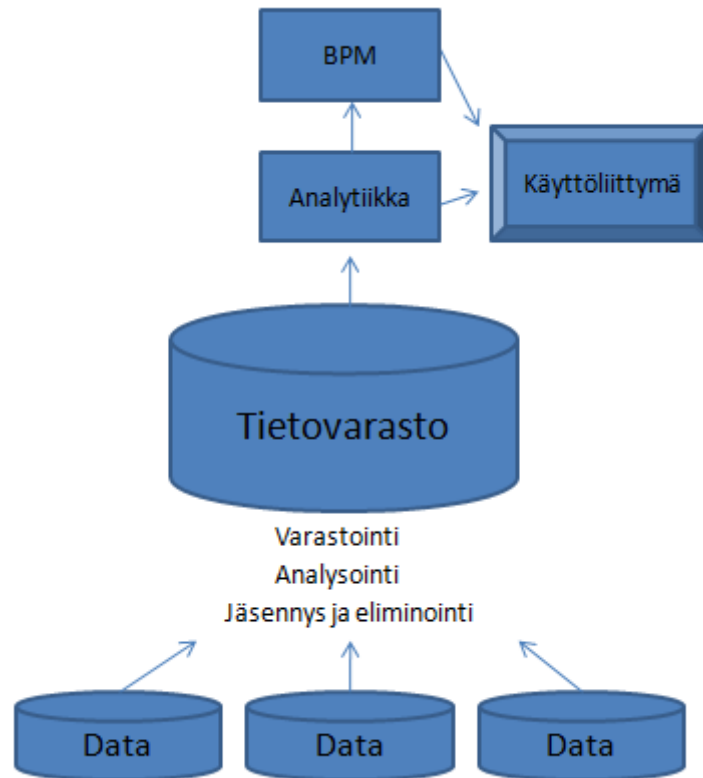 BPM
Analytiikka
Käyttöliittymä
Tietovarasto
Varastointi
Analysointi
Jäsennys ja eliminointi
Data
Data
Data